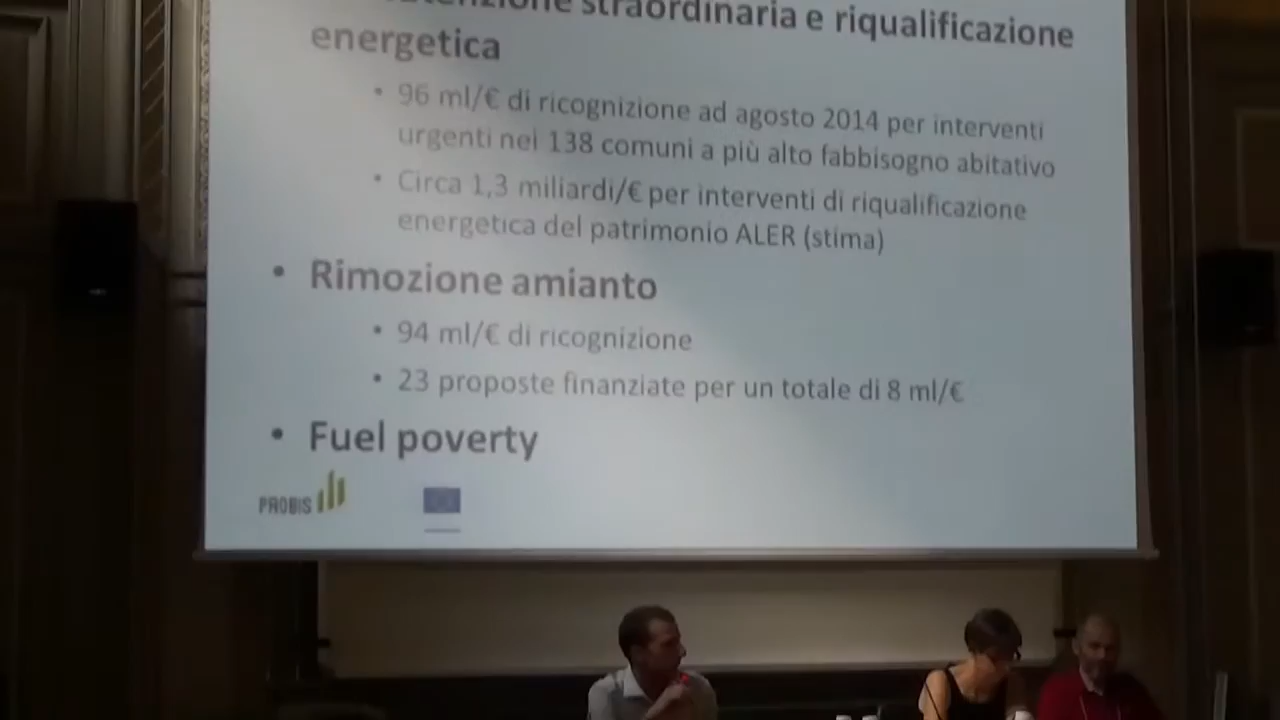 straordinaria e riqualificazione
energetica
• 96 ml/€ di ricognizione ad agosto 2014 per interventi
urgenti nei 138 comuni a più alto fabbisogno abitativo
• Circa 1,3 miliardi/€ per interventi di riqualificazione
energetica del patrimonio ALER (stima)
• Rimozione amianto
• 94 ml/€ di ricognizione
• 23 proposte finanziate per un totale di 8 ml/€
• Fuel poverty
PROBIS